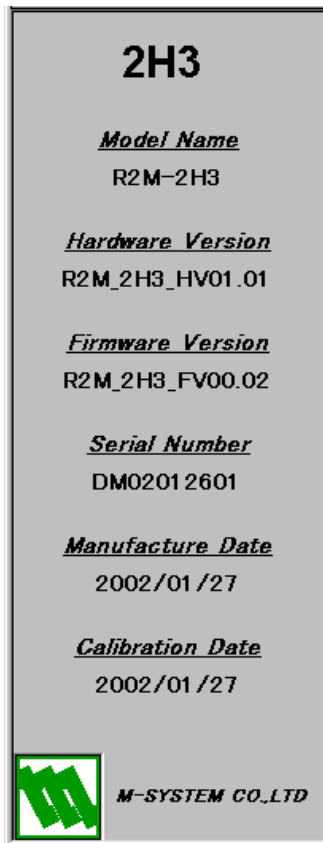 2H3
Model Name
R2M-2H3
Hardware Version
R2M_2H3_HV01.01
Firmware Version
R2M_2H3_FV00.02
Serial Number
DM02012601
Manufacture Date
2002/01/27
Calibration Date
2002/01/27
M-SYSTEM CO.,LTD